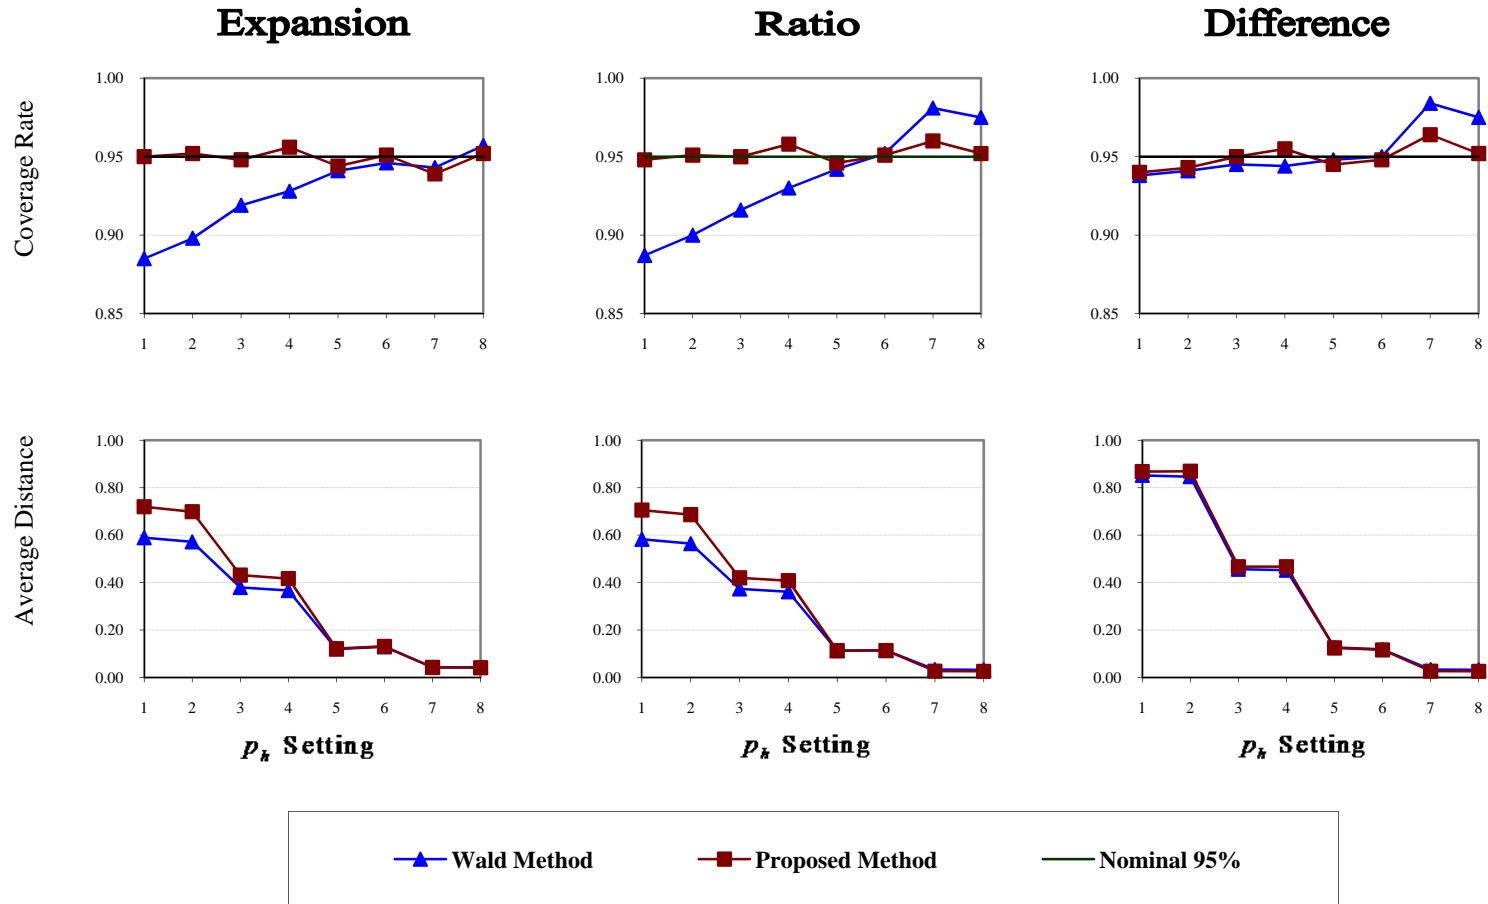 Expansion Ratio Difference
Coverage Rate
1.00 1.00 1.00
0.95 0.95 0.95
0.90 0.90 0.90
0.85 0.85 0.85
1 2 3 4 5 6 7 8 1 2 3 4 5 6 7 8 1 2 3 4 5 6 7 8
Average Distance
1.00 1.00 1.00
0.80 0.80 0.80
0.60 0.60 0.60
0.40 0.40 0.40
0.20 0.20 0.20
0.00 0.00 0.00
1 2 3 4 5 6 7 8 1 2 3 4 5 6 7 8 1 2 3 4 5 6 7 8
p_h Setting p_h Setting p_h Setting
Wald Method Proposed Method Nominal 95%